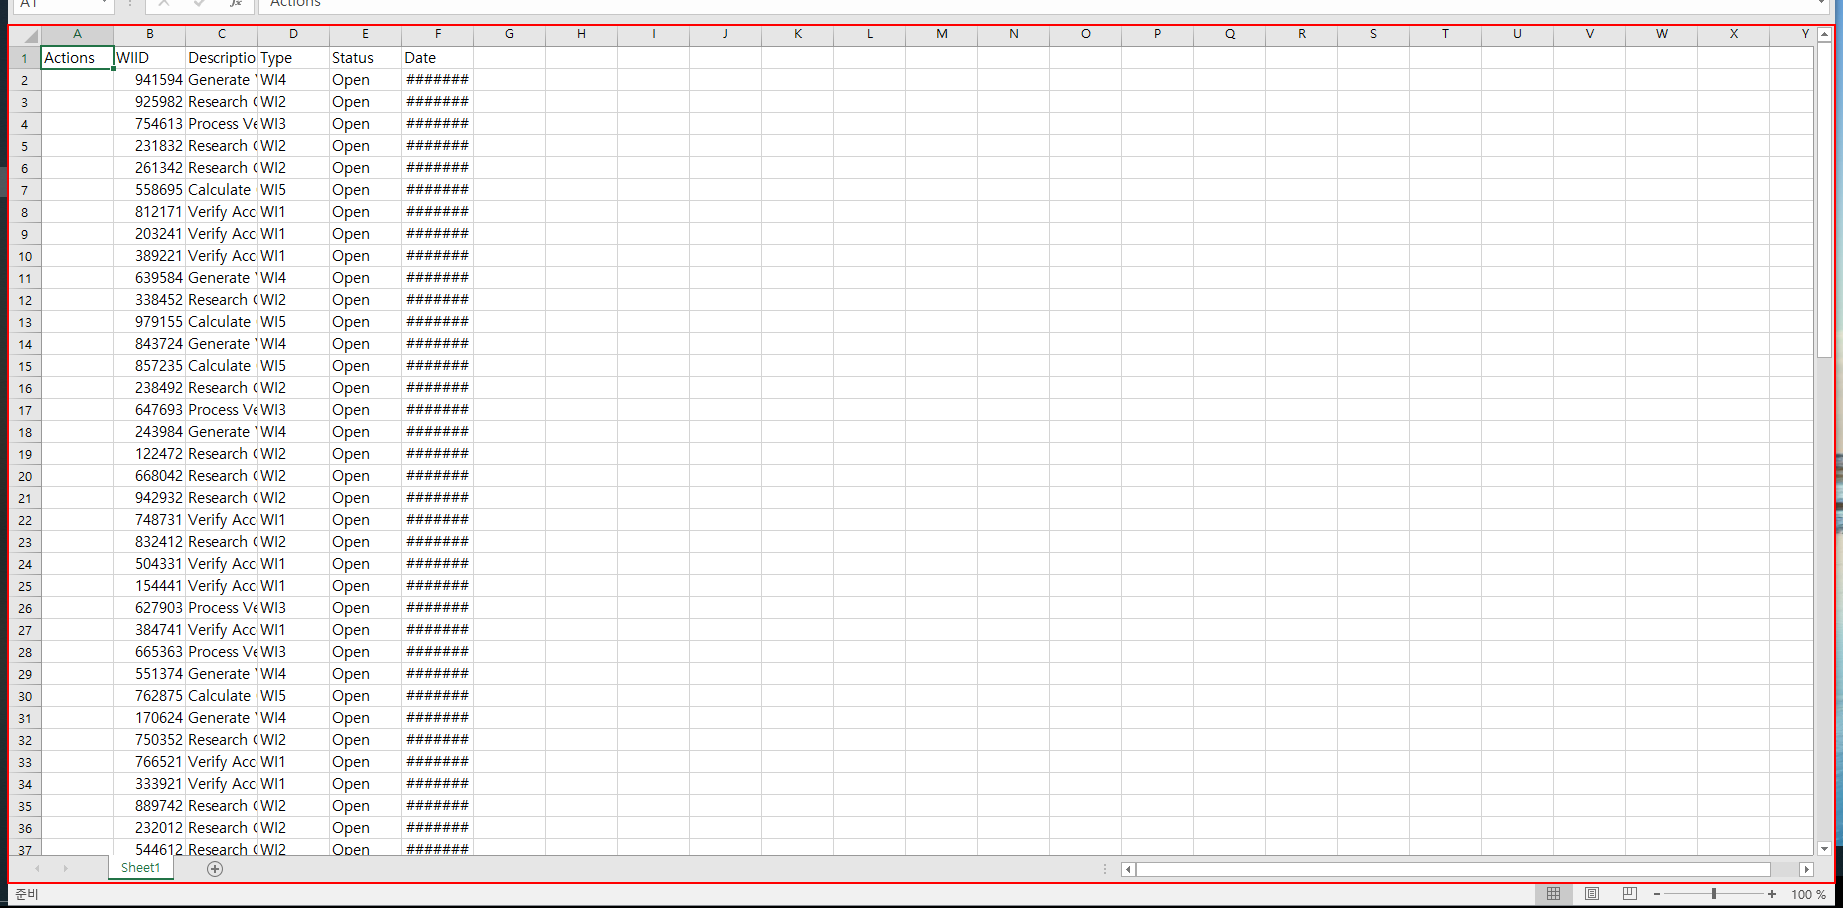 A1 fx Actions
A B C D E F G H I J K L M N O P Q R S T U V W X Y
1 Actions WIID Descriptio Type Status Date
2 941594 Generate WI4 Open #######
3 925982 Research WI2 Open #######
4 754613 Process Ve WI3 Open #######
5 231832 Research WI2 Open #######
6 261342 Research WI2 Open #######
7 558695 Calculate WI5 Open #######
8 812171 Verify Acc WI1 Open #######
9 203241 Verify Acc WI1 Open #######
10 389221 Verify Acc WI1 Open #######
11 639584 Generate WI4 Open #######
12 338452 Research WI2 Open #######
13 979155 Calculate WI5 Open #######
14 843724 Generate WI4 Open #######
15 857235 Calculate WI5 Open #######
16 238492 Research WI2 Open #######
17 647693 Process Ve WI3 Open #######
18 243984 Generate WI4 Open #######
19 122472 Research WI2 Open #######
20 668042 Research WI2 Open #######
21 942932 Research WI2 Open #######
22 748731 Verify Acc WI1 Open #######
23 832412 Research WI2 Open #######
24 504331 Verify Acc WI1 Open #######
25 154441 Verify Acc WI1 Open #######
26 627903 Process Ve WI3 Open #######
27 384741 Verify Acc WI1 Open #######
28 665363 Process Ve WI3 Open #######
29 551374 Generate WI4 Open #######
30 762875 Calculate WI5 Open #######
31 170624 Generate WI4 Open #######
32 750352 Research WI2 Open #######
33 766521 Verify Acc WI1 Open #######
34 333921 Verify Acc WI1 Open #######
35 889742 Research WI2 Open #######
36 232012 Research WI2 Open #######
37 544612 Research WI2 Open #######
Sheet1
준비 100 %